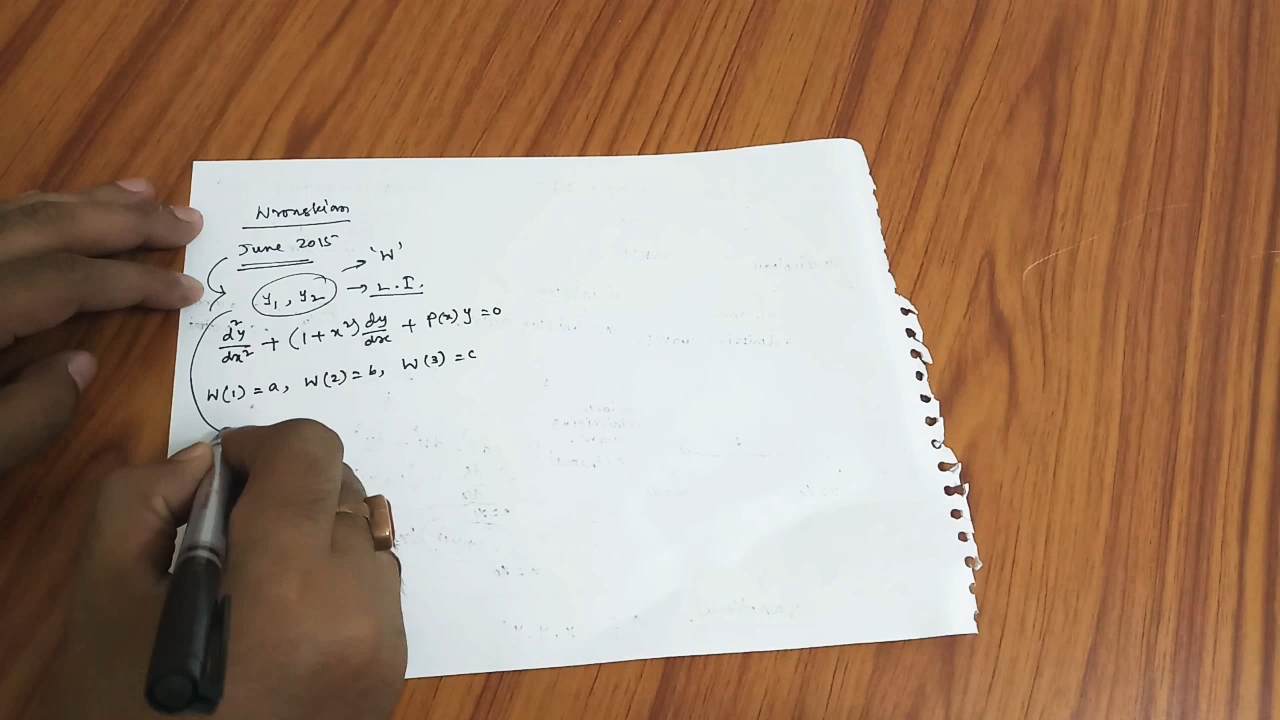 Wronskian
June 2015
'W'
y₁, y₂ → L.I.
d²y/dx² + (1+x²) dy/dx + P(x) y = 0
W(1) = a, W(2) = b, W(3) = c